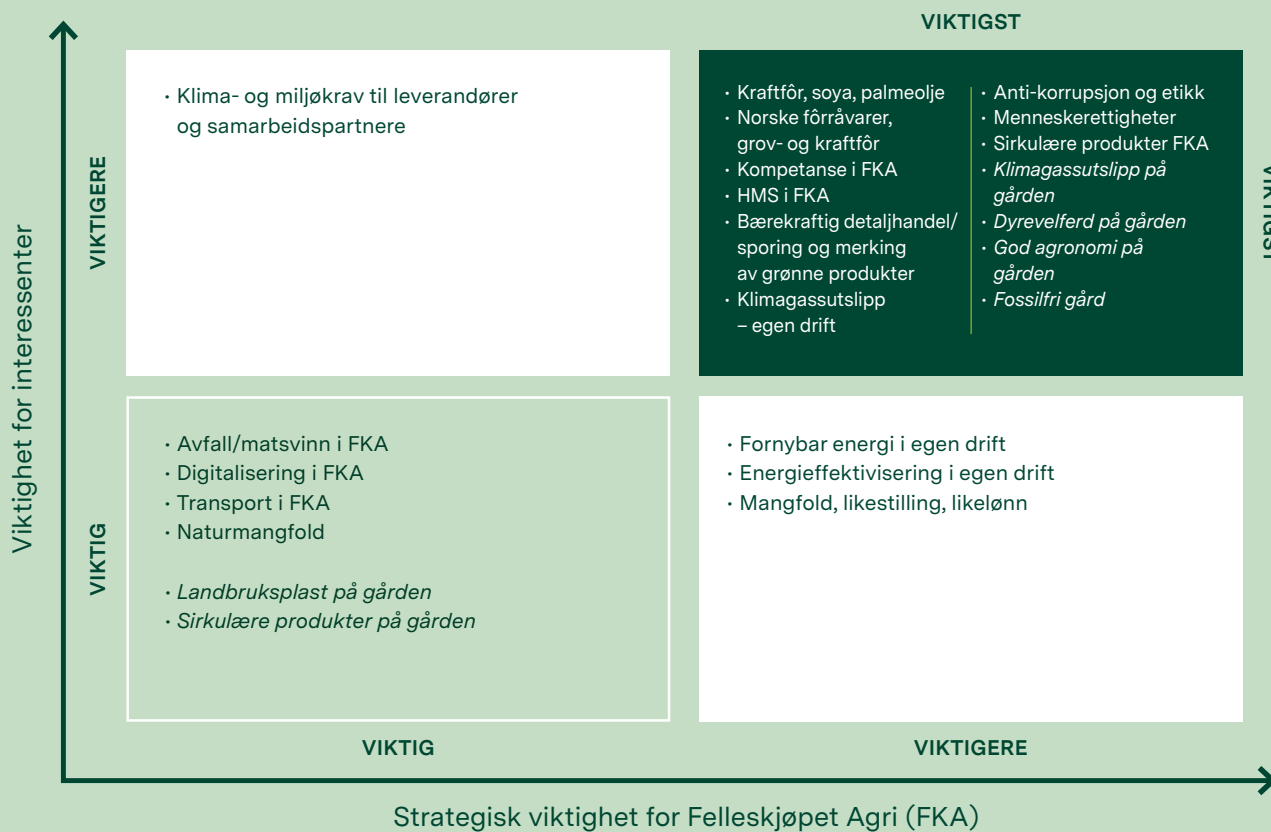 VIKTIGST
Viktighet for interessenter
VIKTIGERE
· Klima- og miljøkrav til leverandører
og samarbeidspartnere
· Kraftfôr, soya, palmeolje
· Norske fôrråvarer,
grov- og kraftfôr
· Kompetanse i FKA
· HMS i FKA
· Bærekraftig detaljhandel/
sporing og merking
av grønne produkter
· Klimagassutslipp
– egen drift
· Anti-korrupsjon og etikk
· Menneskerettigheter
· Sirkulære produkter FKA
· Klimagassutslipp på
gården
· Dyrevelferd på gården
· God agronomi på
gården
· Fossilfri gård
VIKTIGST
VIKTIG
· Avfall/matsvinn i FKA
· Digitalisering i FKA
· Transport i FKA
· Naturmangfold
· Landbruksplast på gården
· Sirkulære produkter på gården
· Fornybar energi i egen drift
· Energieffektivisering i egen drift
· Mangfold, likestilling, likelønn
VIKTIG
VIKTIGERE
Strategisk viktighet for Felleskjøpet Agri (FKA)